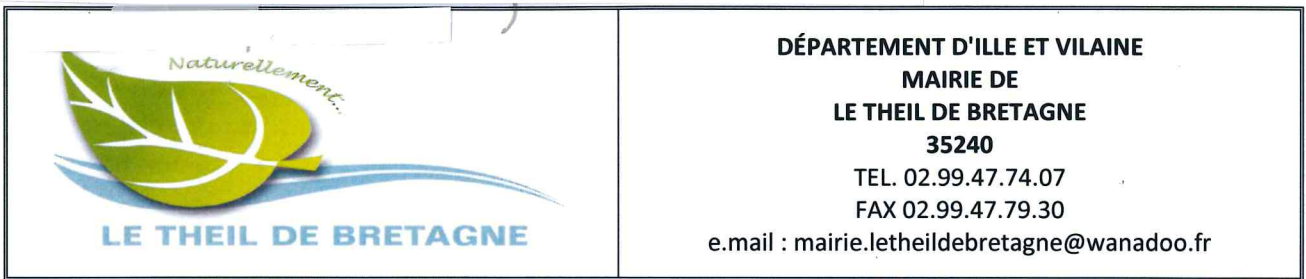 Naturellement...
LE THEIL DE BRETAGNE
DÉPARTEMENT D'ILLE ET VILAINE
MAIRIE DE
LE THEIL DE BRETAGNE
35240
TEL. 02.99.47.74.07
FAX 02.99.47.79.30
e.mail : mairie.letheildebretagne@wanadoo.fr